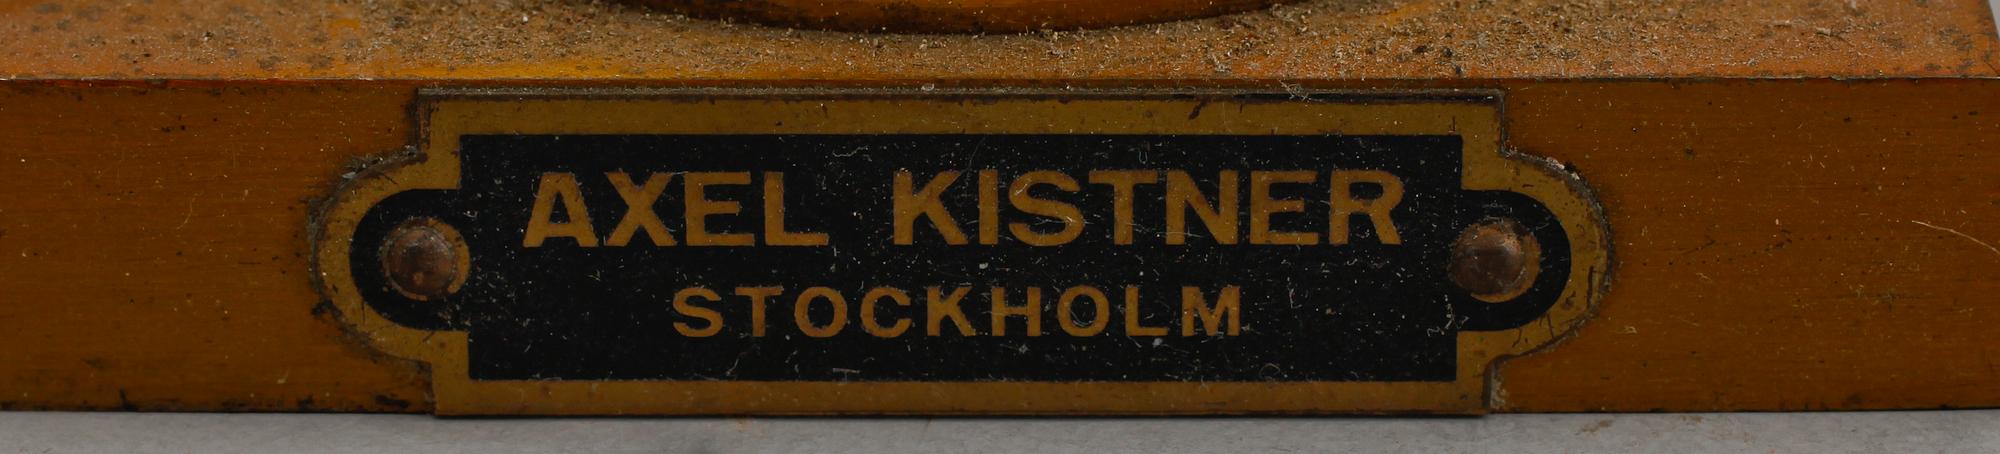 AXEL KISTNER
STOCKHOLM